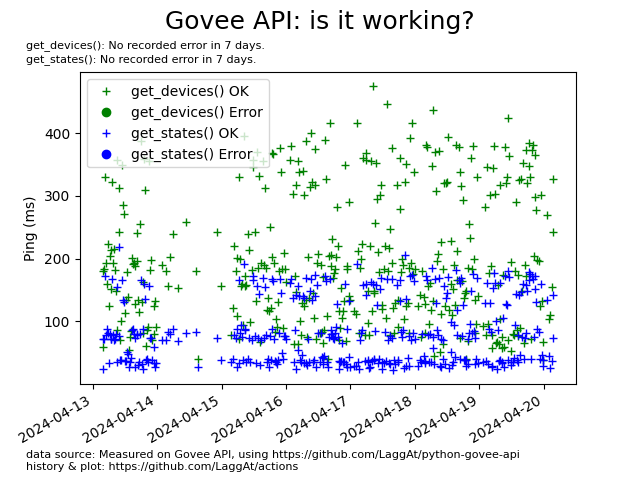 Govee API: is it working?
get_devices(): No recorded error in 7 days.
get_states(): No recorded error in 7 days.
get_devices() OK
get_devices() Error
get_states() OK
get_states() Error
Ping (ms)
400
300
200
100
2024-04-13
2024-04-14
2024-04-15
2024-04-16
2024-04-17
2024-04-18
2024-04-19
2024-04-20
data source: Measured on Govee API, using https://github.com/LaggAt/python-govee-api
history & plot: https://github.com/LaggAt/actions